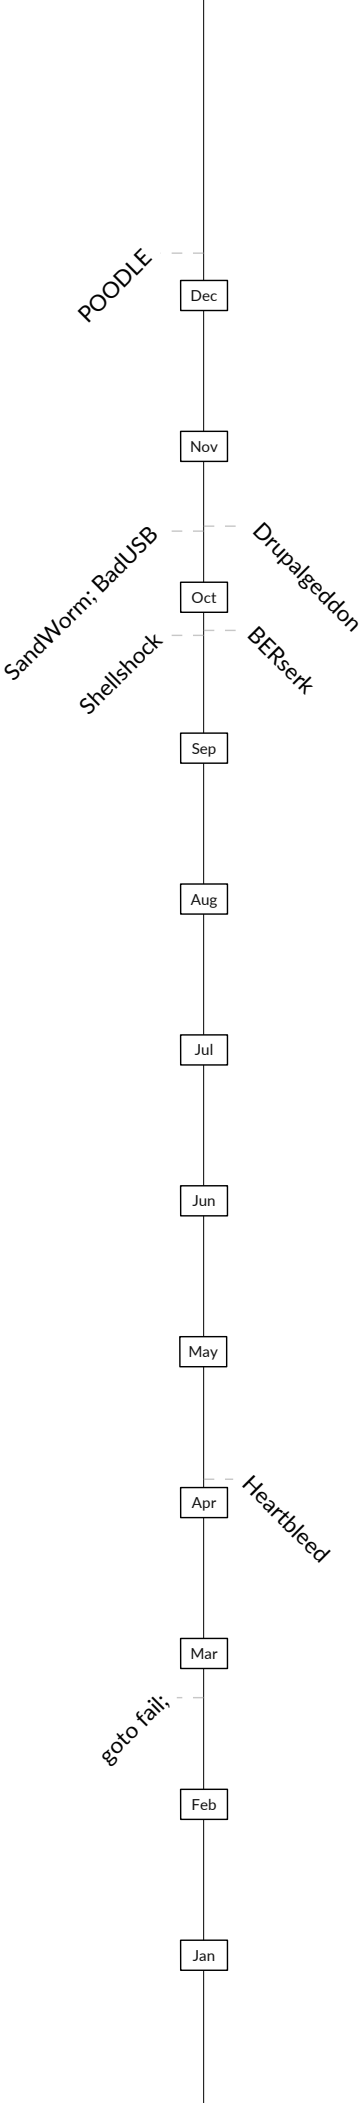 POODLE
Dec
Nov
SandWorm; BadUSB
Drupalgeddon
Oct
Shellshock
BERserk
Sep
Aug
Jul
Jun
May
Heartbleed
Apr
Mar
goto fail;
Feb
Jan